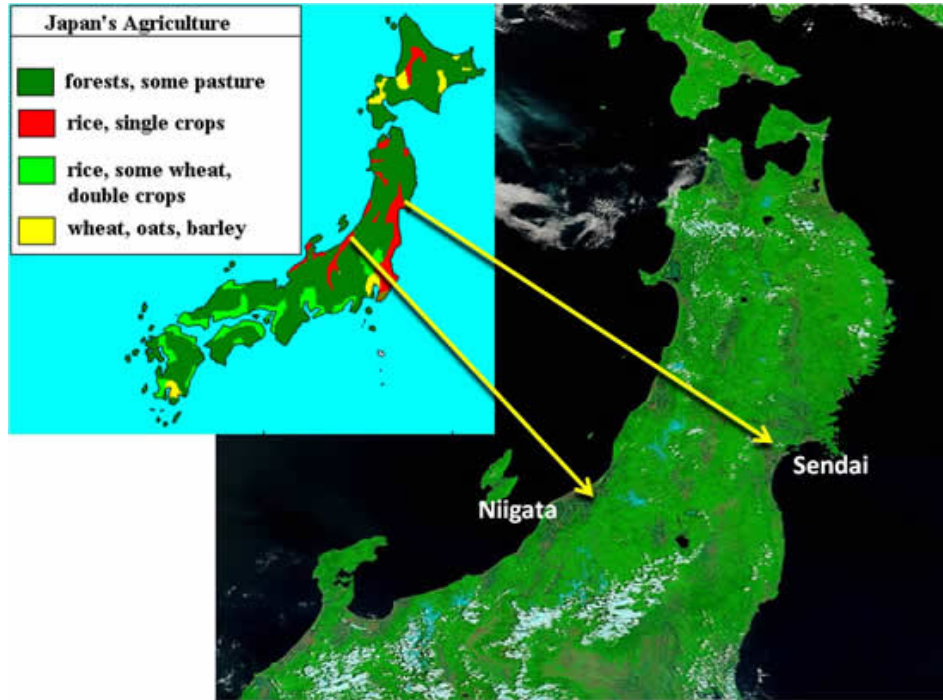 Japan's Agriculture
forests, some pasture
rice, single crops
rice, some wheat,
double crops
wheat, oats, barley
Sendai
Niigata